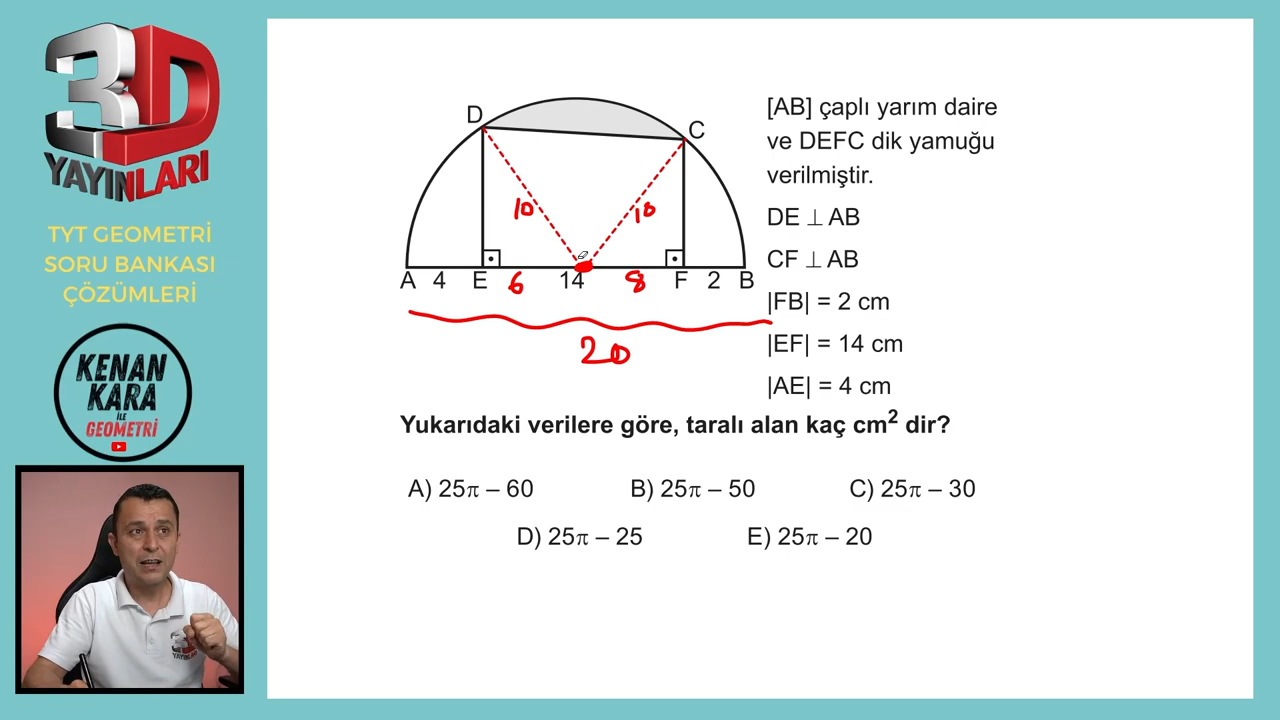 3D
YAYINLARI
TYT GEOMETRİ
SORU BANKASI
ÇÖZÜMLERİ
KENAN
KARA
İLE
GEOMETRİ
3D
YAYINLARI
D
C
10
10
A 4 E 6 14 8 F 2 B
20
[AB] çaplı yarım daire
ve DEFC dik yamuğu
verilmiştir.
DE ⊥ AB
CF ⊥ AB
|FB| = 2 cm
|EF| = 14 cm
|AE| = 4 cm
Yukarıdaki verilere göre, taralı alan kaç cm² dir?
A) 25π – 60 B) 25π – 50 C) 25π – 30
D) 25π – 25 E) 25π – 20